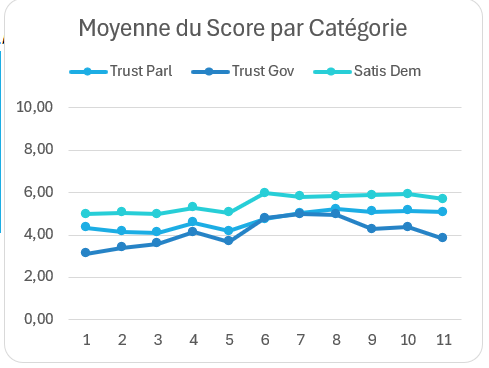 Moyenne du Score par Catégorie
Trust Parl Trust Gov Satis Dem
10,00
8,00
6,00
4,00
2,00
0,00
1 2 3 4 5 6 7 8 9 10 11